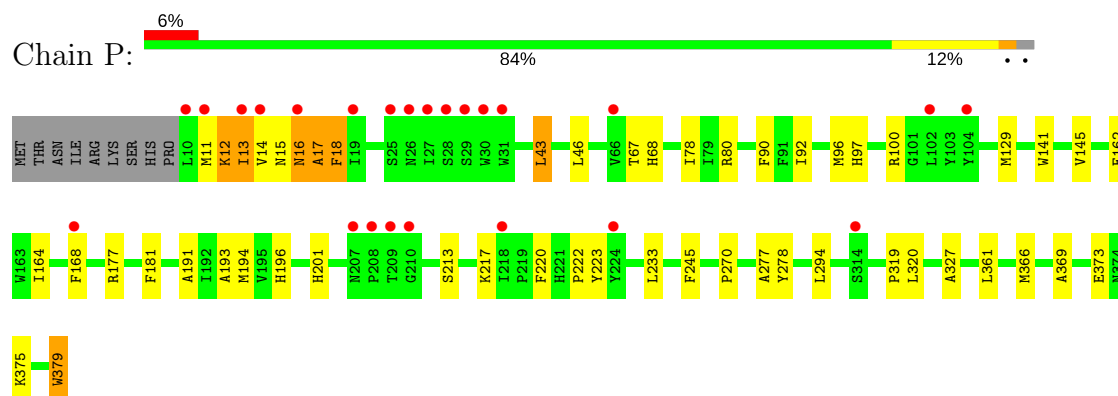 6%
Chain P:
84% 12% • •
MET THR ASN ILE ARG LYS SER HIS PRO L10 M11 K12 I13 V14 N15 N16 A17 F18 I19 S25 N26 I27 S28 S29 W30 W31 L43 L46 V66 T67 H68 I78 I79 R80 F90 F91 I92 M96 H97 R100 G101 L102 Y103 Y104 M129 W141 V145
W163 I164 F168 R177 F181 A191 I192 A193 M194 V195 H196 H201 N207 P208 T209 G210 S213 K217 I218 P219 F220 H221 P222 Y223 Y224 L233 F245 P270 A277 Y278 L294 S314 P319 L320 A327 L361 M366 A369 E373
K375 W379